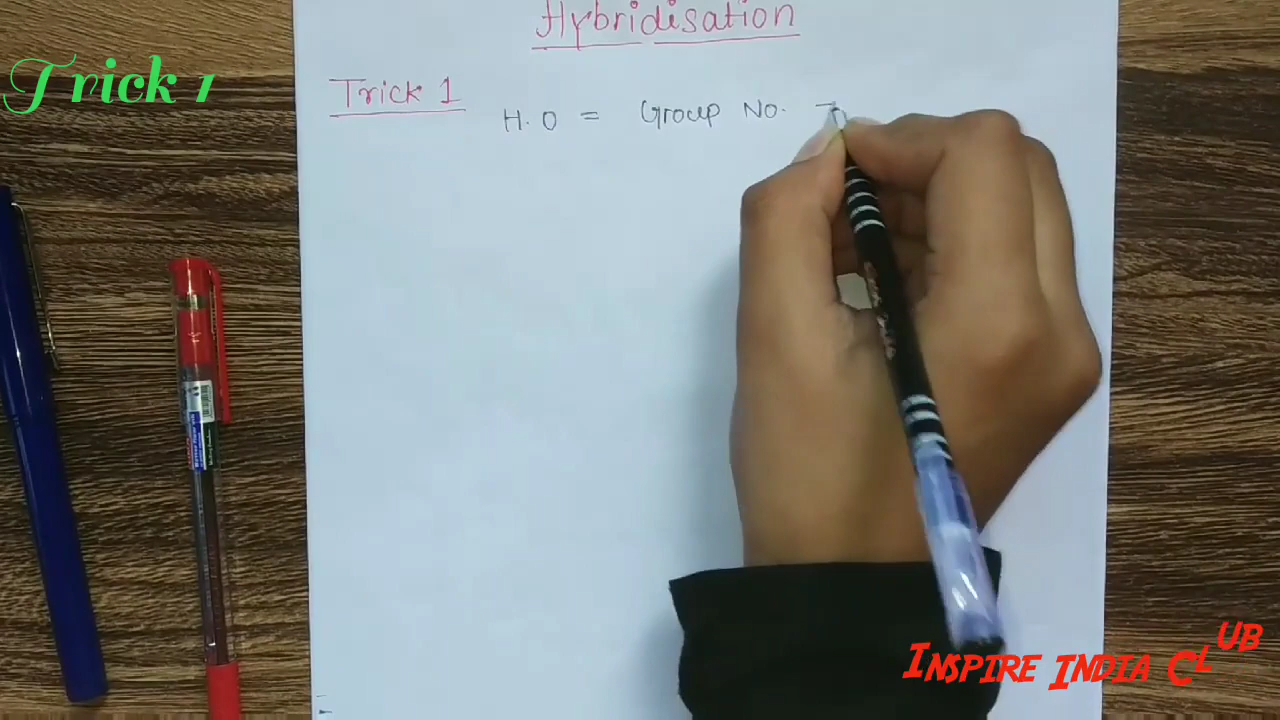 Hybridisation
Trick 1
Trick 1
H. O = Group No.
INSPIRE INDIA CLUB